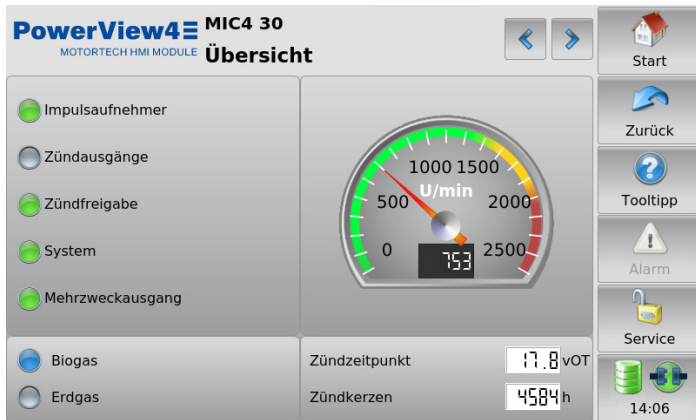 PowerView4
MOTORTECH HMI MODULE
MIC4 30
Übersicht
Start
Zurück
Tooltipp
Alarm
Service
14:06
Impulsaufnehmer
Zündausgänge
Zündfreigabe
System
Mehrzweckausgang
0
500
1000
1500
2000
2500
U/min
753
Biogas
Erdgas
Zündzeitpunkt 17.8 vOT
Zündkerzen 4584 h